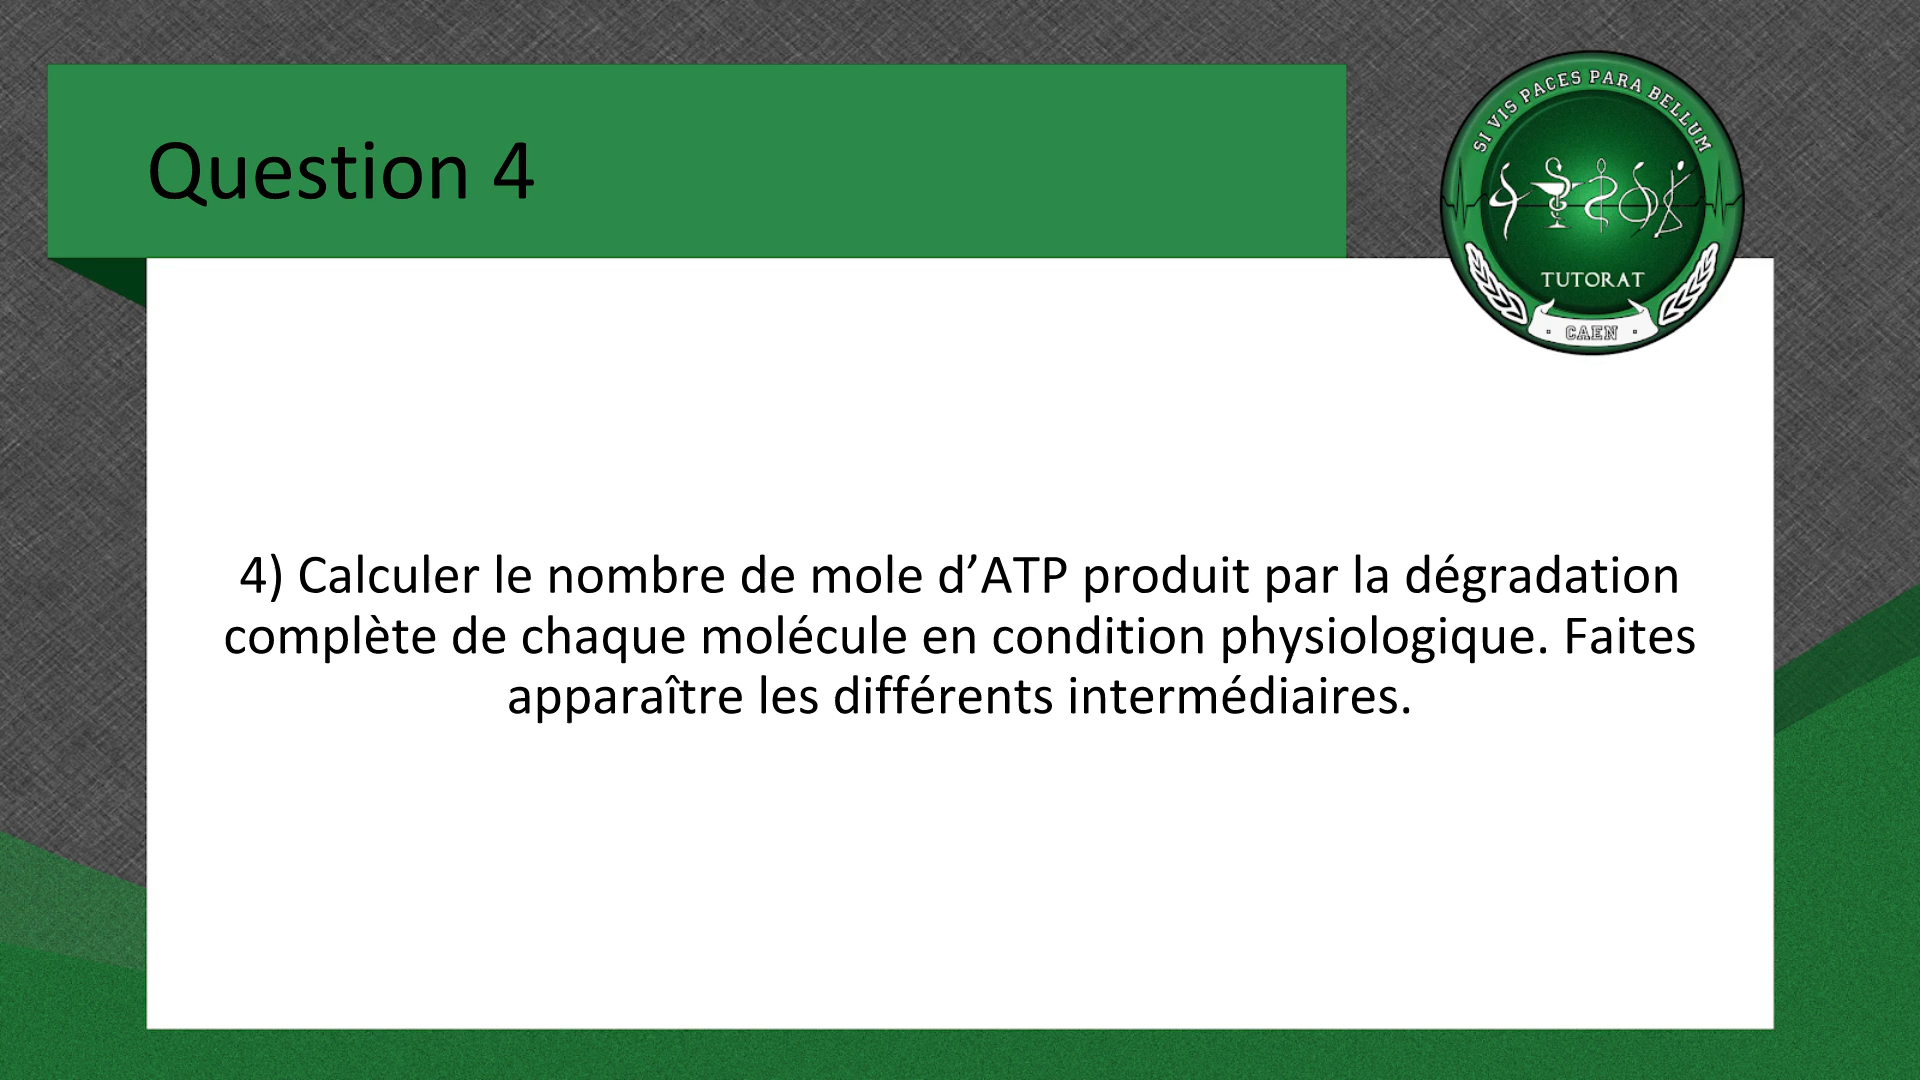 SI VIS PACES PARA BELLUM
Question 4
TUTORAT
CAEN
4) Calculer le nombre de mole d’ATP produit par la dégradation
complète de chaque molécule en condition physiologique. Faites
apparaître les différents intermédiaires.